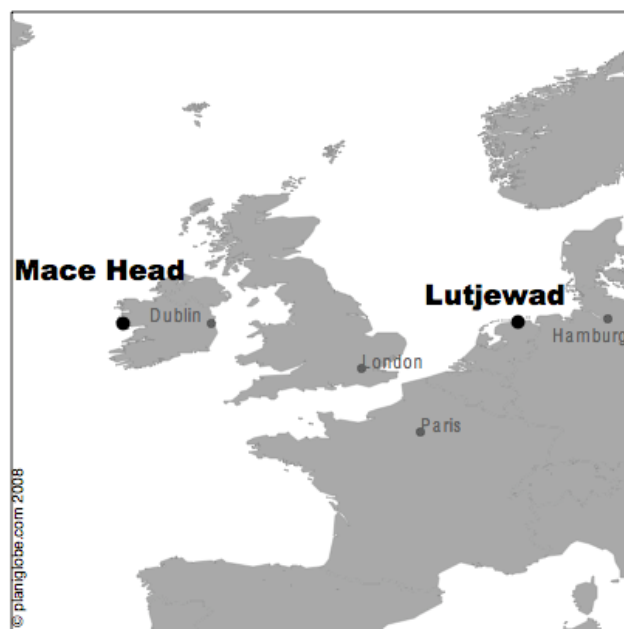 Mace Head
Dublin
Lutjewad
Hamburg
London
Paris
© planiglobe.com 2008